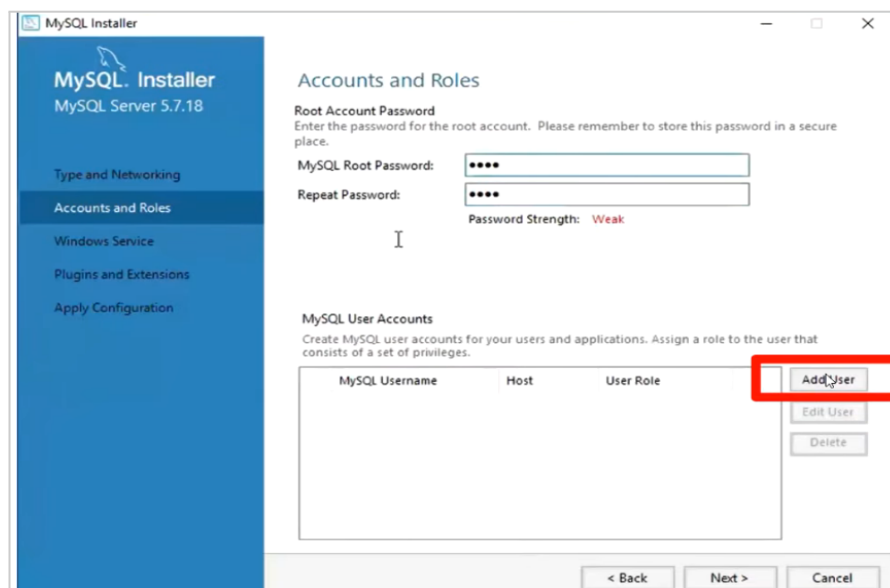 MySQL Installer
MySQL. Installer
MySQL Server 5.7.18
Type and Networking
Accounts and Roles
Windows Service
Plugins and Extensions
Apply Configuration
Accounts and Roles
Root Account Password
Enter the password for the root account. Please remember to store this password in a secure
place.
MySQL Root Password: ●●●●
Repeat Password: ●●●●
Password Strength: Weak
MySQL User Accounts
Create MySQL user accounts for your users and applications. Assign a role to the user that
consists of a set of privileges.
MySQL Username Host User Role
Add User
Edit User
Delete
< Back Next > Cancel